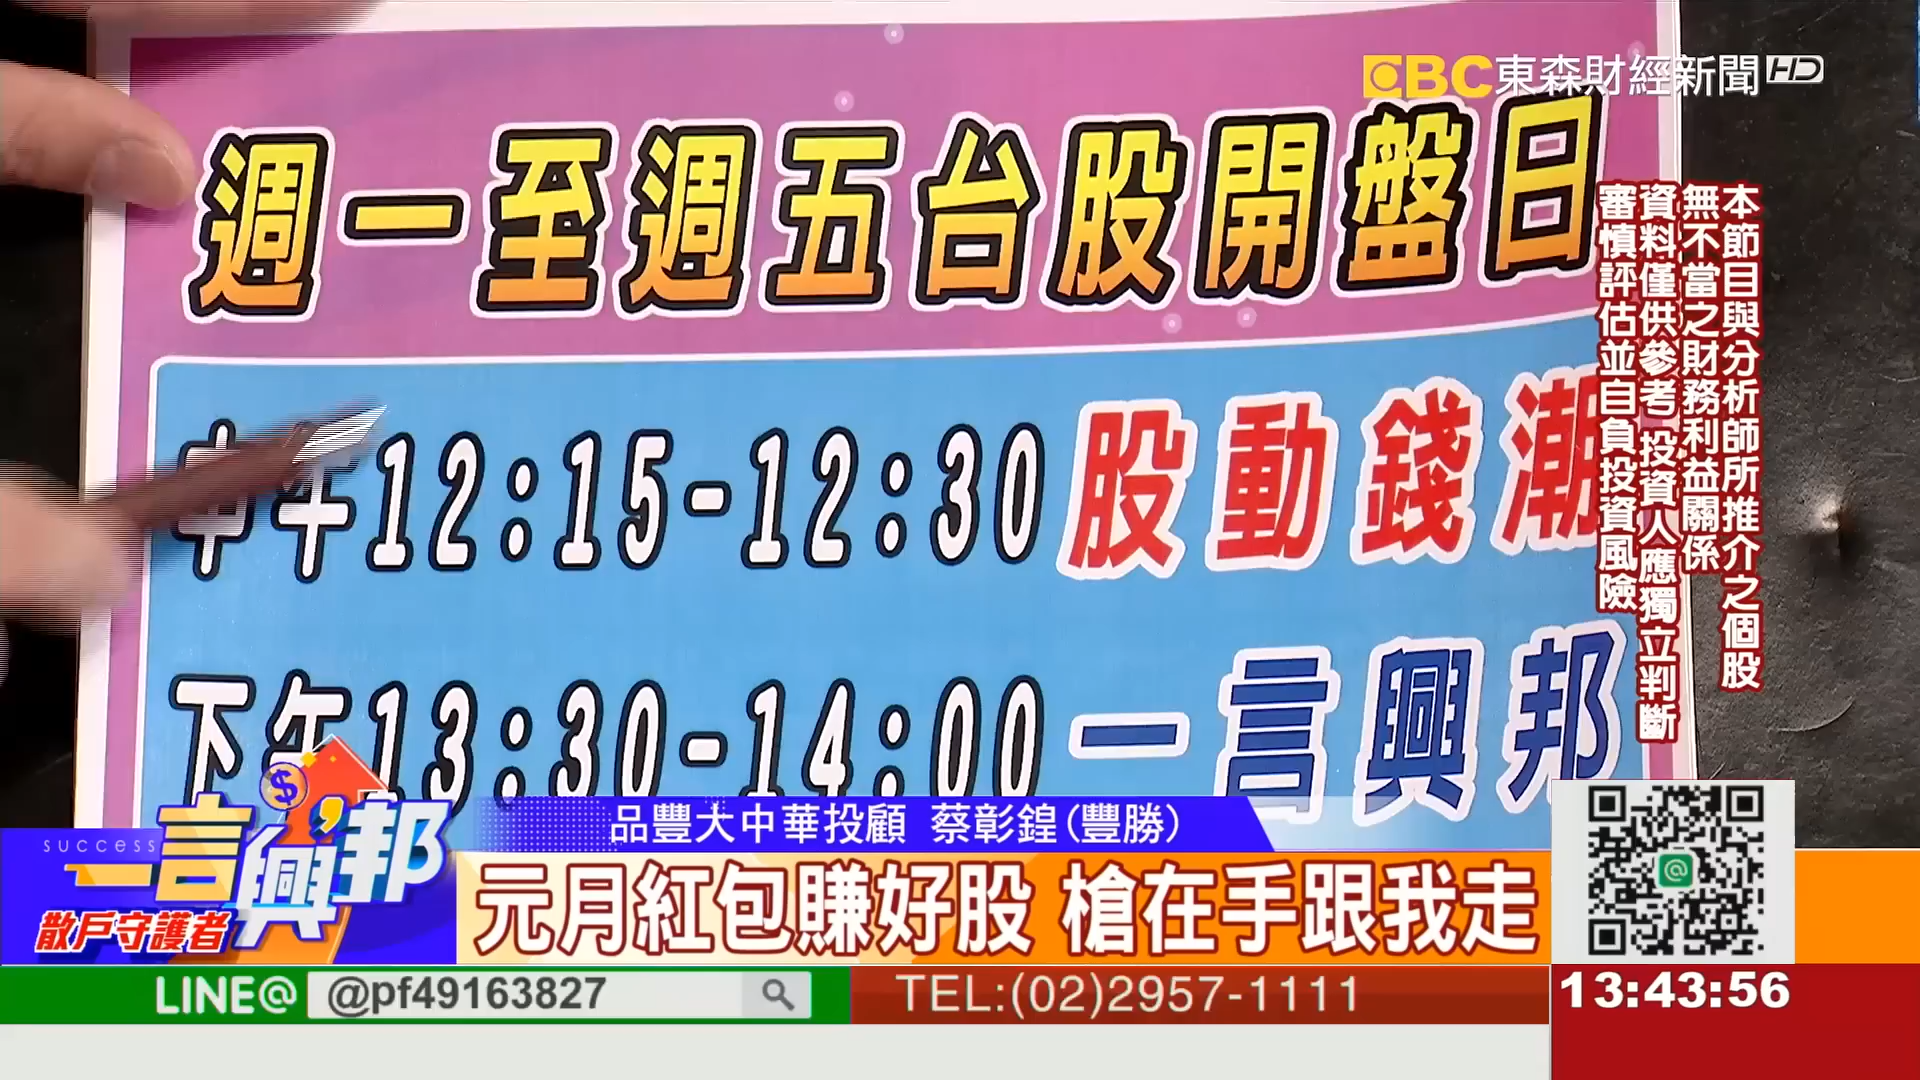 EBC東森財經新聞HD
週一至週五台股開盤日
中午12:15-12:30 股動錢潮
下午13:30-14:00 一言興邦
本節目與分析師所推介之個股
無不當之財務利益關係
資料僅供參考 投資人應獨立判斷
審慎評估並自負投資風險
success
一言興邦
散戶守護者
品豐大中華投顧 蔡彰鍠(豐勝)
元月紅包賺好股 槍在手跟我走
LINE@ @pf49163827
TEL:(02)2957-1111
13:43:56